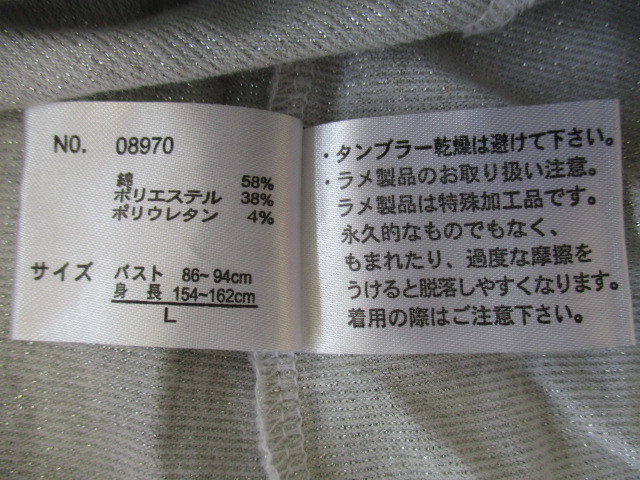 NO. 08970
綿 58%
ポリエステル 38%
ポリウレタン 4%
サイズ バスト 86~94cm
身長 154~162cm
L
・タンブラー乾燥は避けて下さい。
・ラメ製品のお取り扱い注意。
ラメ製品は特殊加工品です。
永久的なものでもなく、
もまれたり、過度な摩擦を
うけると脱落しやすくなります。
着用の際はご注意下さい。